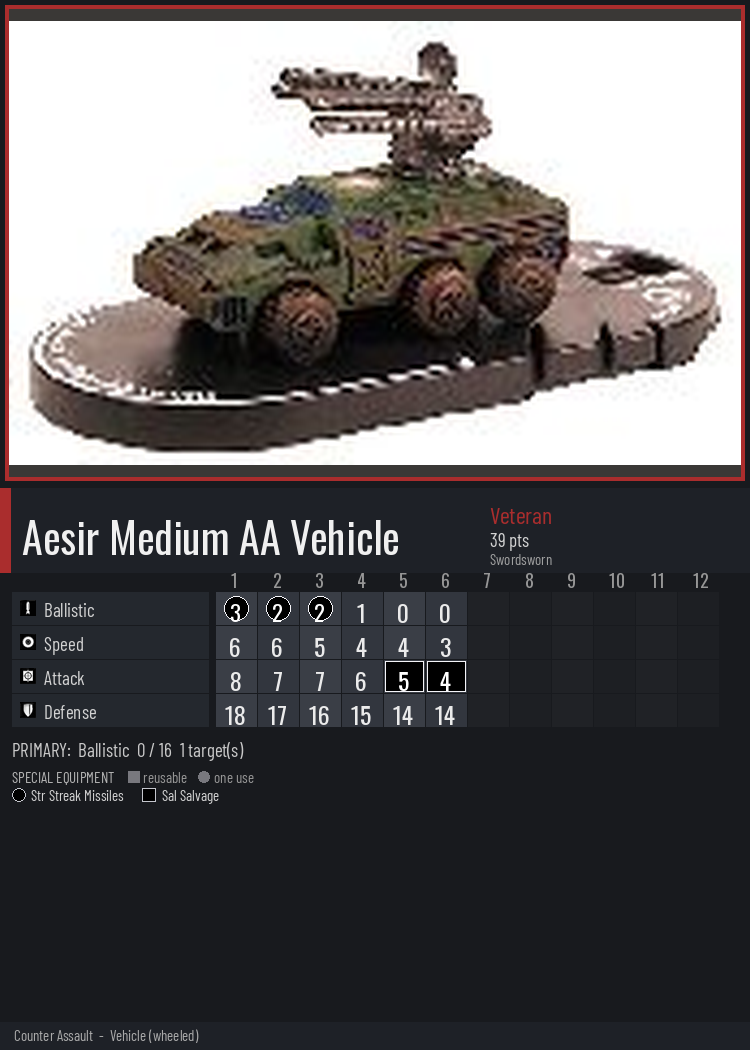 Aesir Medium AA Vehicle
Veteran
39 pts
Swordsworn
1 2 3 4 5 6 7 8 9 10 11 12
Ballistic 3 2 2 1 0 0
Speed 6 6 5 4 4 3
Attack 8 7 7 6 5 4
Defense 18 17 16 15 14 14
PRIMARY: Ballistic 0 / 16 1 target(s)
SPECIAL EQUIPMENT reusable one use
Str Streak Missiles Sal Salvage
Counter Assault - Vehicle (wheeled)